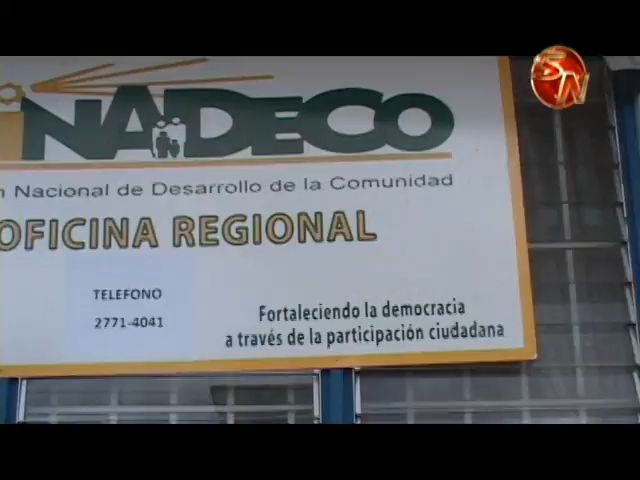 SN
NADECO
Nacional de Desarrollo de la Comunidad
OFICINA REGIONAL
TELEFONO
2771-4041
Fortaleciendo la democracia
a través de la participación ciudadana